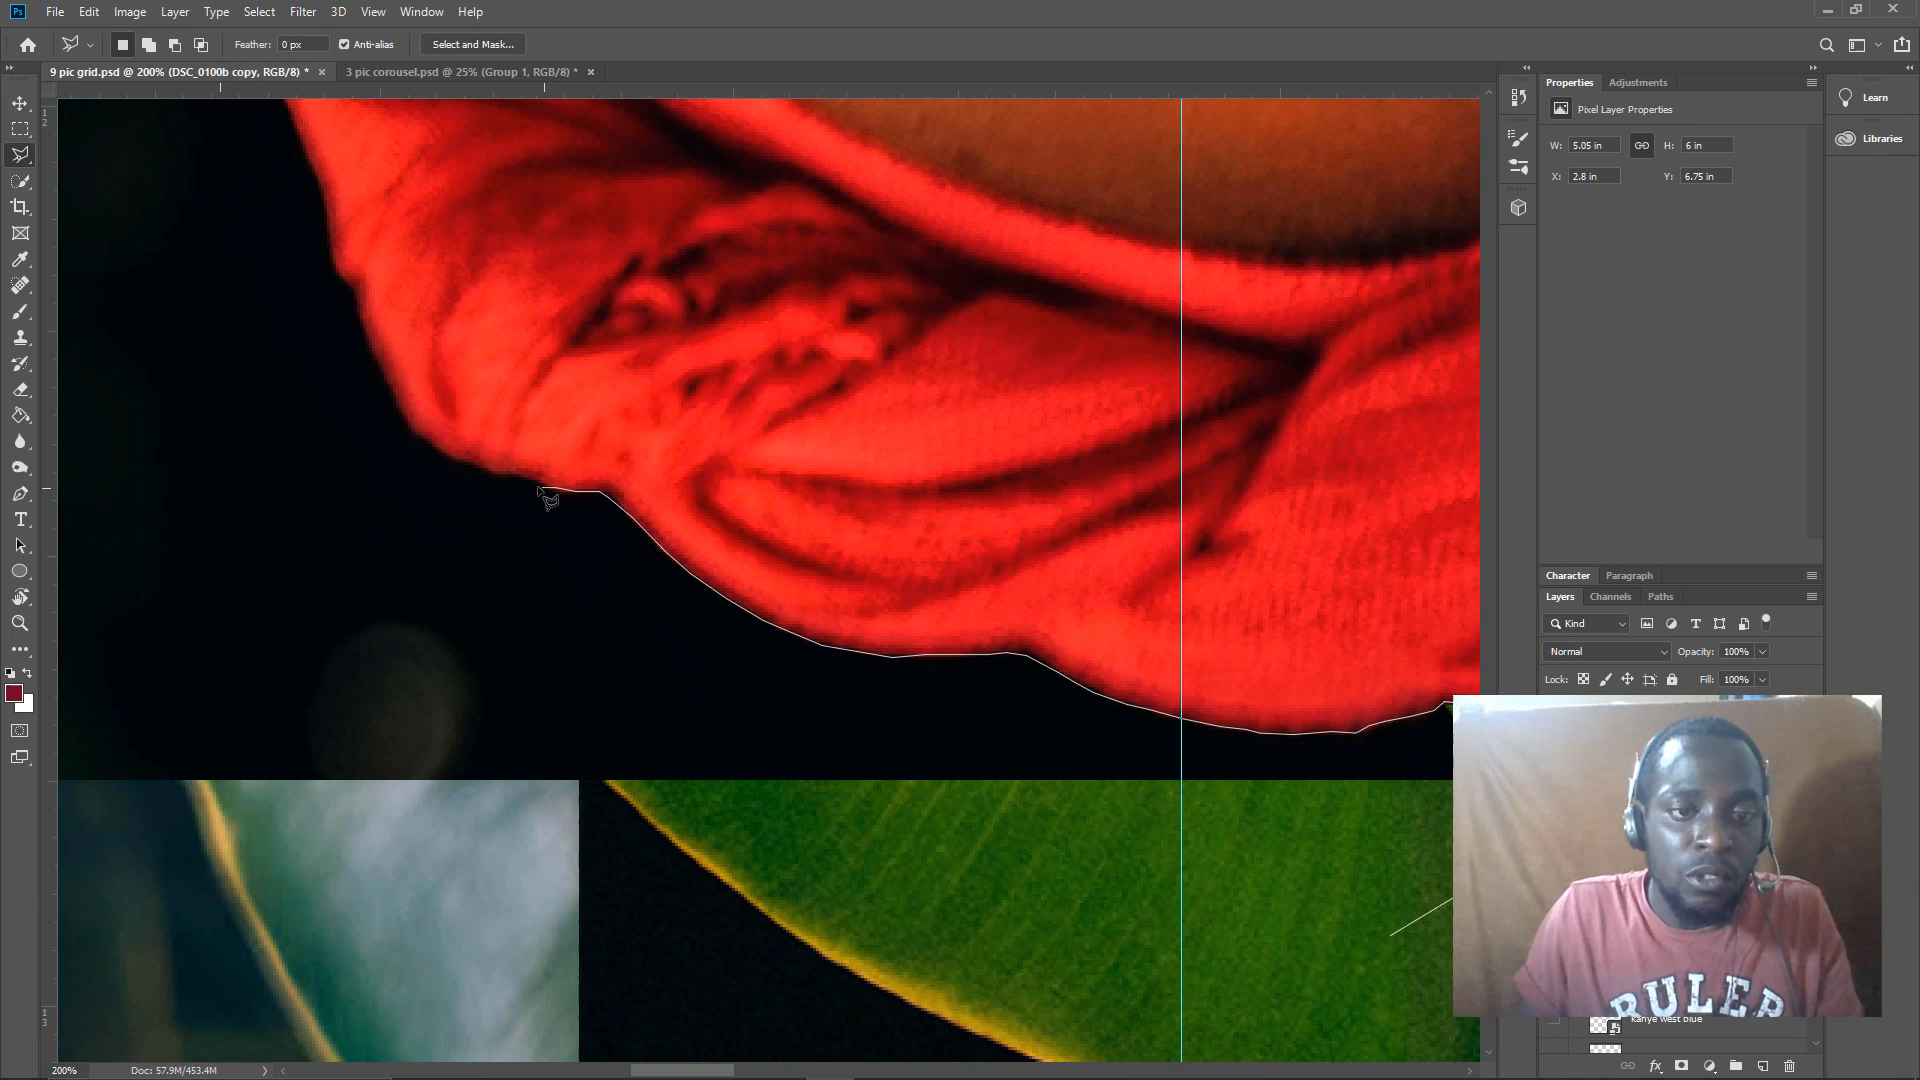 Ps File Edit Image Layer Type Select Filter 3D View Window Help
Feather: 0 px Anti-alias Select and Mask...
9 pic grid.psd @ 200% (DSC_0100b copy, RGB/8) * × 3 pic corousel.psd @ 25% (Group 1, RGB/8) * ×
Properties Adjustments
Learn
Pixel Layer Properties
Libraries
W: 5.05 in H: 6 in
X: 2.8 in Y: 6.75 in
1
2
Character Paragraph
Layers Channels Paths
Kind
Normal Opacity: 100%
Lock: Fill: 100%
RULER
kanye west blue
1
3
200% Doc: 57.9M/453.4M